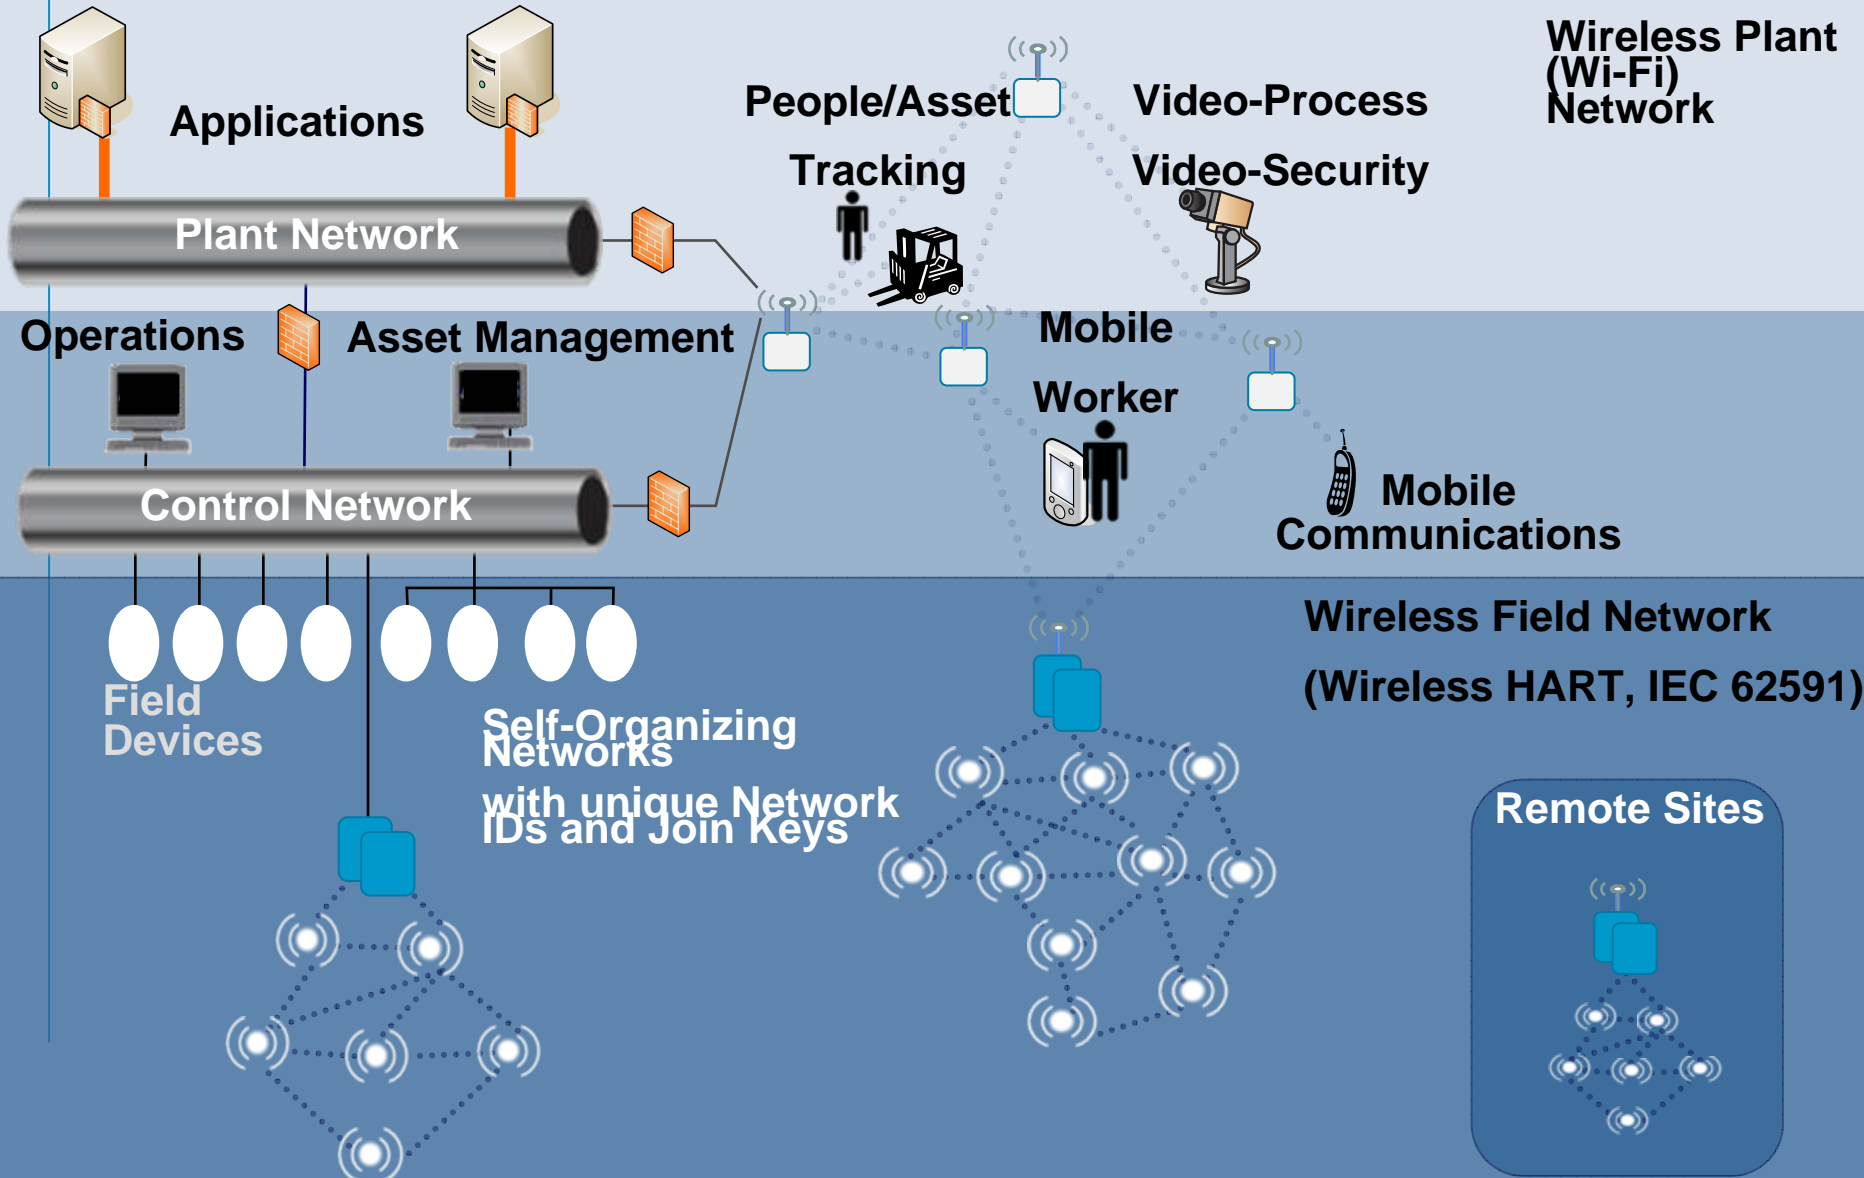 Wireless Plant
(Wi-Fi)
Network
Applications
People/Asset
Tracking
Video-Process
Video-Security
Plant Network
Operations
Asset Management
Mobile
Worker
Control Network
Mobile
Communications
Wireless Field Network
(Wireless HART, IEC 62591)
Field
Devices
Self-Organizing
Networks
with unique Network
IDs and Join Keys
Remote Sites